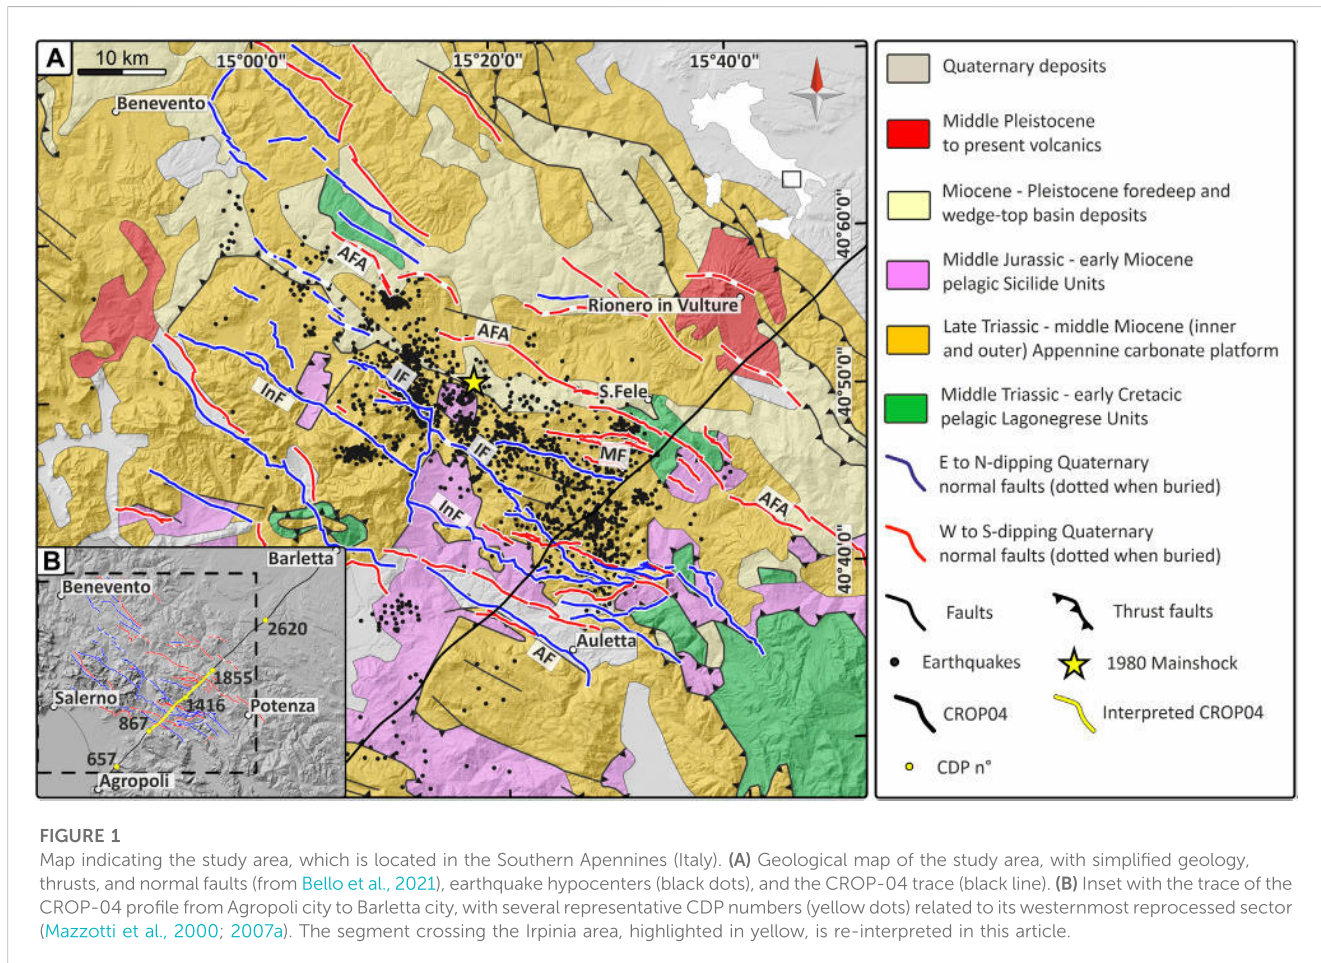 A
10 km
15°00'0"
15°20'0"
15°40'0"
Benevento
40°60'0"
AFA
Rionero in Vulture
AFA
IF
InF
S.Fele
40°50'0"
IF
MF
InF
AFA
40°40'0"
Auletta
AF
B
Barletta
Benevento
2620
1855
Salerno
1416
Potenza
867
657
Agropoli
Quaternary deposits
Middle Pleistocene
to present volcanics
Miocene - Pleistocene foredeep and
wedge-top basin deposits
Middle Jurassic - early Miocene
pelagic Sicilide Units
Late Triassic - middle Miocene (inner
and outer) Appennine carbonate platform
Middle Triassic - early Cretacic
pelagic Lagonegrese Units
E to N-dipping Quaternary
normal faults (dotted when buried)
W to S-dipping Quaternary
normal faults (dotted when buried)
Faults
Thrust faults
Earthquakes
1980 Mainshock
CROP04
Interpreted CROP04
CDP n°
FIGURE 1
Map indicating the study area, which is located in the Southern Apennines (Italy). (A) Geological map of the study area, with simplified geology,
thrusts, and normal faults (from Bello et al., 2021), earthquake hypocenters (black dots), and the CROP-04 trace (black line). (B) Inset with the trace of the
CROP-04 profile from Agropoli city to Barletta city, with several representative CDP numbers (yellow dots) related to its westernmost reprocessed sector
(Mazzotti et al., 2000; 2007a). The segment crossing the Irpinia area, highlighted in yellow, is re-interpreted in this article.